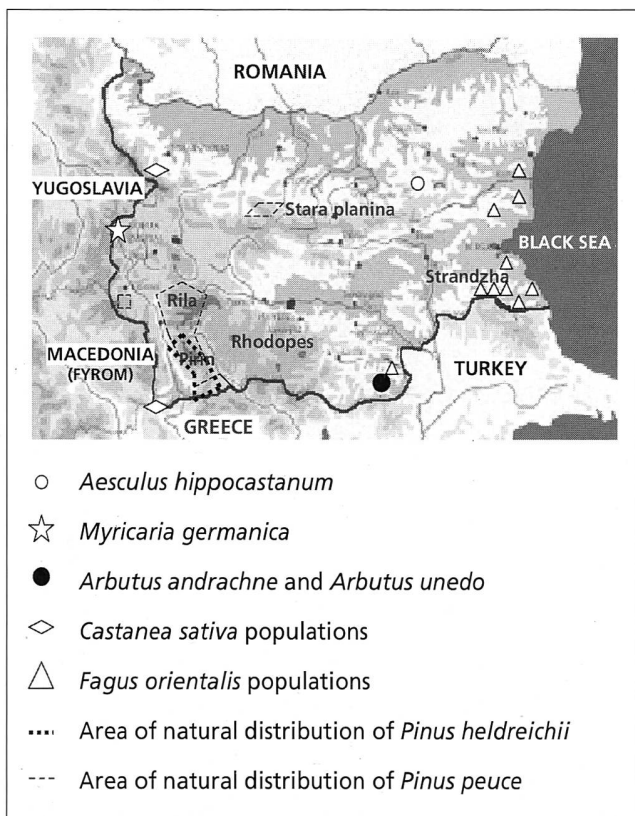 ROMANIA
YUGOSLAVIA
Stara planina
BLACK SEA
Strandzha
Rila
Rhodopes
Pirin
MACEDONIA
(FYROM)
TURKEY
GREECE
Aesculus hippocastanum
Myricaria germanica
Arbutus andrachne and Arbutus unedo
Castanea sativa populations
Fagus orientalis populations
Area of natural distribution of Pinus heldreichii
Area of natural distribution of Pinus peuce